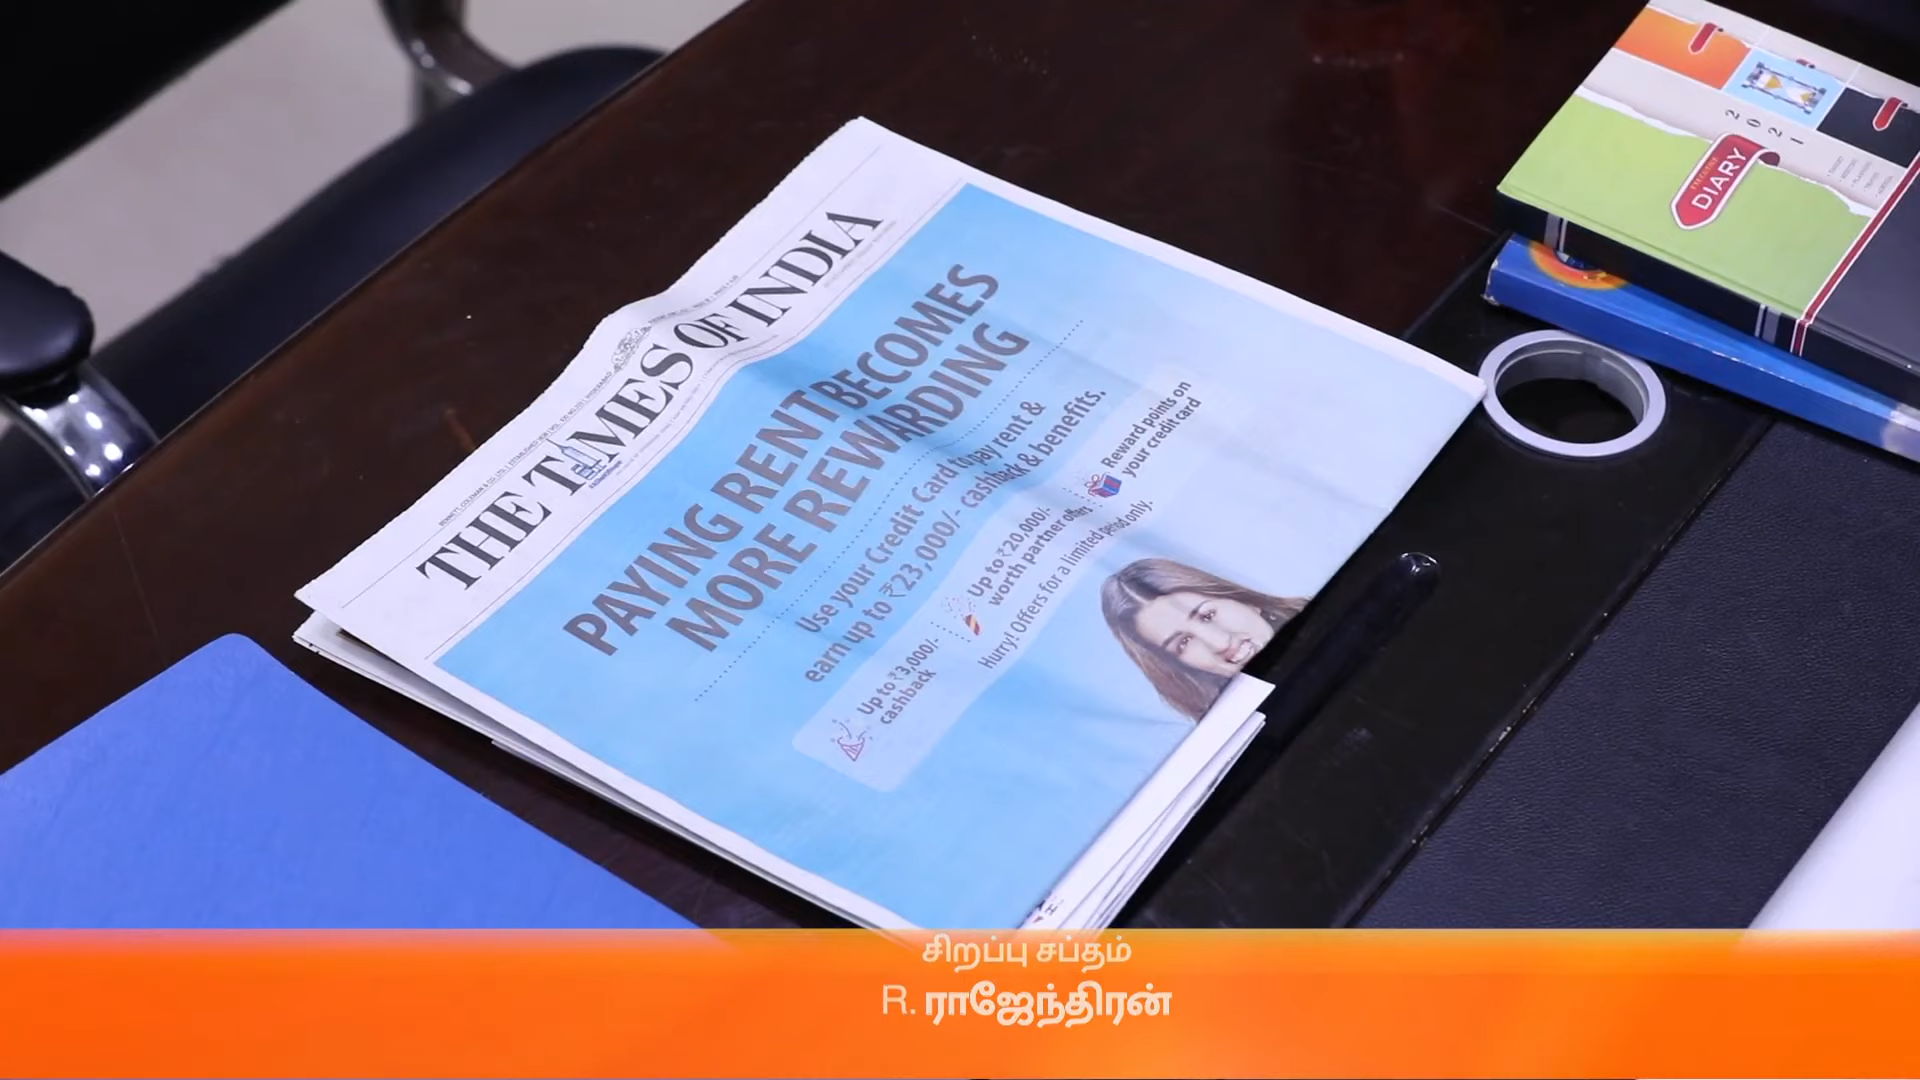 THE TIMES OF INDIA
PAYING RENT BECOMES
MORE REWARDING
Use your Credit Card to pay rent &
earn up to ₹23,000/- cashback & benefits.
Up to ₹3,000/-
cashback
Up to ₹20,000/-
worth partner offers
Reward points on
your credit card
Hurry! Offers for a limited period only.
2021
EXECUTIVE
DIARY
சிறப்பு சப்தம்
R. ராஜேந்திரன்